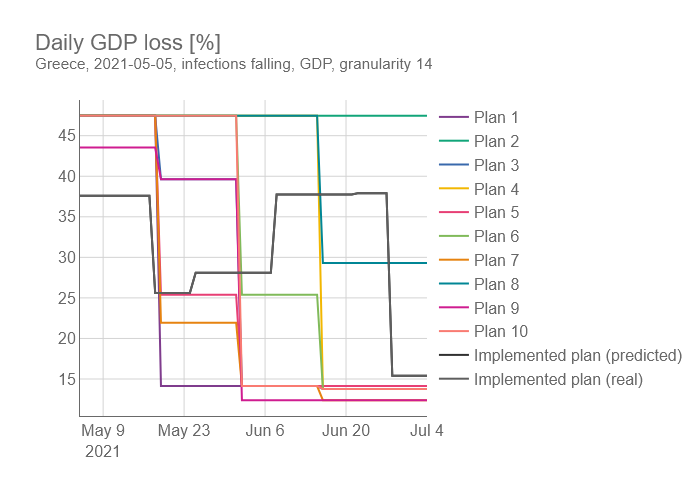 Daily GDP loss [%]
Greece, 2021-05-05, infections falling, GDP, granularity 14
45
40
35
30
25
20
15
May 9
2021
May 23
Jun 6
Jun 20
Jul 4
Plan 1
Plan 2
Plan 3
Plan 4
Plan 5
Plan 6
Plan 7
Plan 8
Plan 9
Plan 10
Implemented plan (predicted)
Implemented plan (real)